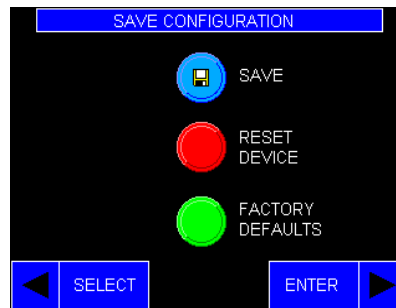 SAVE CONFIGURATION
SAVE
RESET
DEVICE
FACTORY
DEFAULTS
SELECT
ENTER